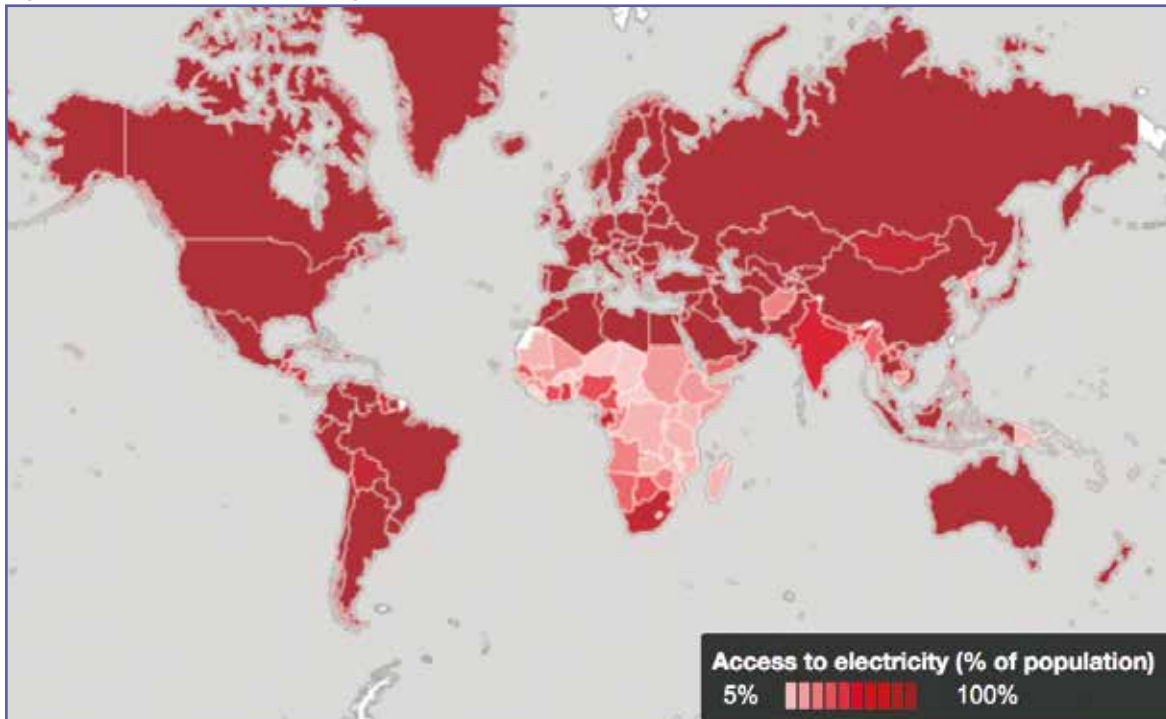 Access to electricity (% of population)
5% 100%